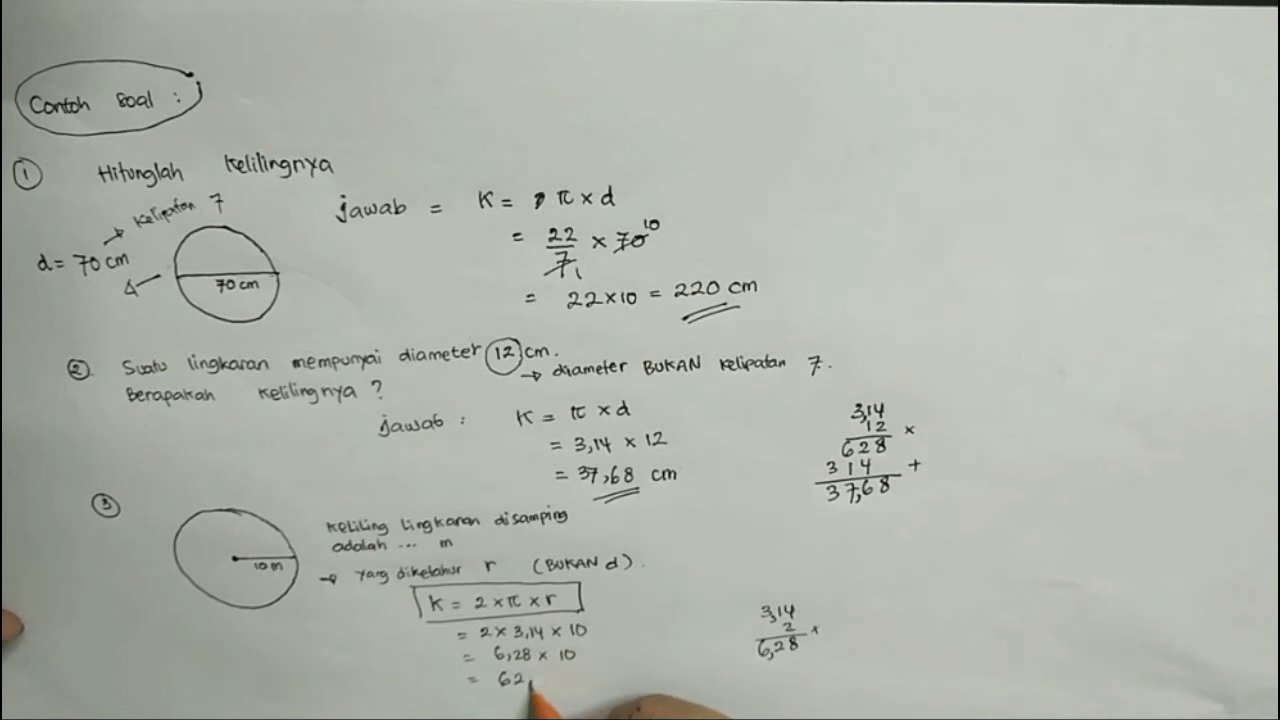 Contoh soal :
① Hitunglah kelilingnya
d = 70 cm → Kelipatan 7
70 cm
jawab = K = π × d
= 22/7 × 70 10
1
= 22 × 10 = 220 cm
② Suatu lingkaran mempunyai diameter 12 cm.
→ diameter BUKAN kelipatan 7.
Berapakah kelilingnya ?
jawab : K = π × d
= 3,14 × 12
= 37,68 cm
3,14
12 ×
628
314 +
37,68
③
10 m
Keliling lingkaran disamping
adalah ... m
→ yang diketahui r (BUKAN d).
K = 2 × π × r
= 2 × 3,14 × 10
= 6,28 × 10
= 62
3,14
2 ×
6,28